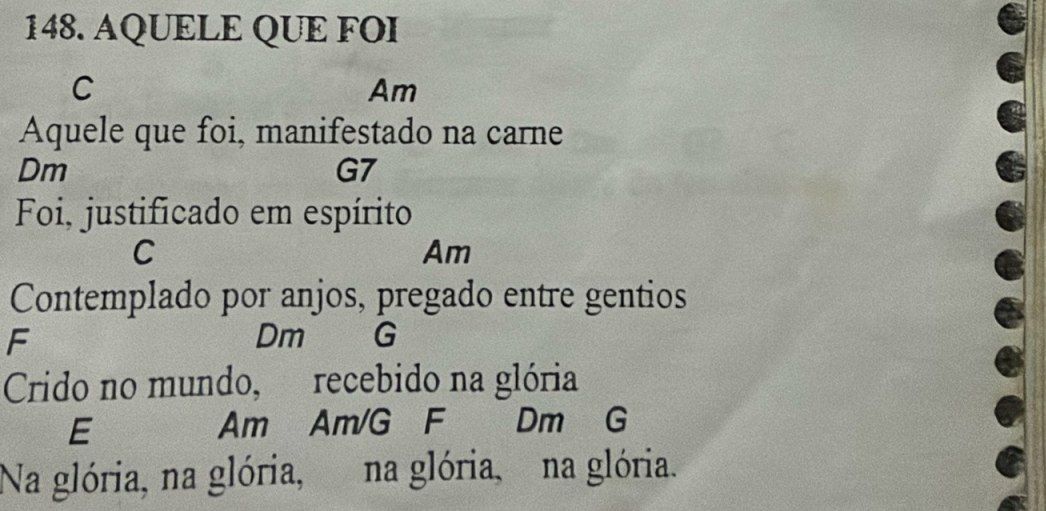 148. AQUELE QUE FOI
C Am
Aquele que foi, manifestado na carne
Dm G7
Foi, justificado em espírito
C Am
Contemplado por anjos, pregado entre gentios
F Dm G
Crido no mundo, recebido na glória
E Am Am/G F Dm G
Na glória, na glória, na glória, na glória.